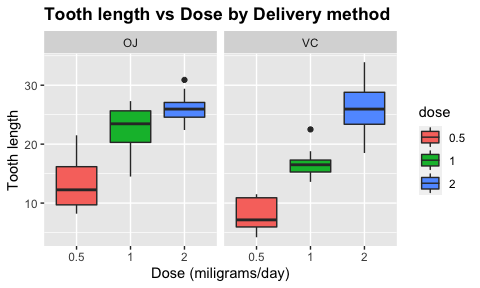 Tooth length vs Dose by Delivery method
OJ
VC
Tooth length
30
20
10
0.5
1
2
0.5
1
2
Dose (miligrams/day)
dose
0.5
1
2